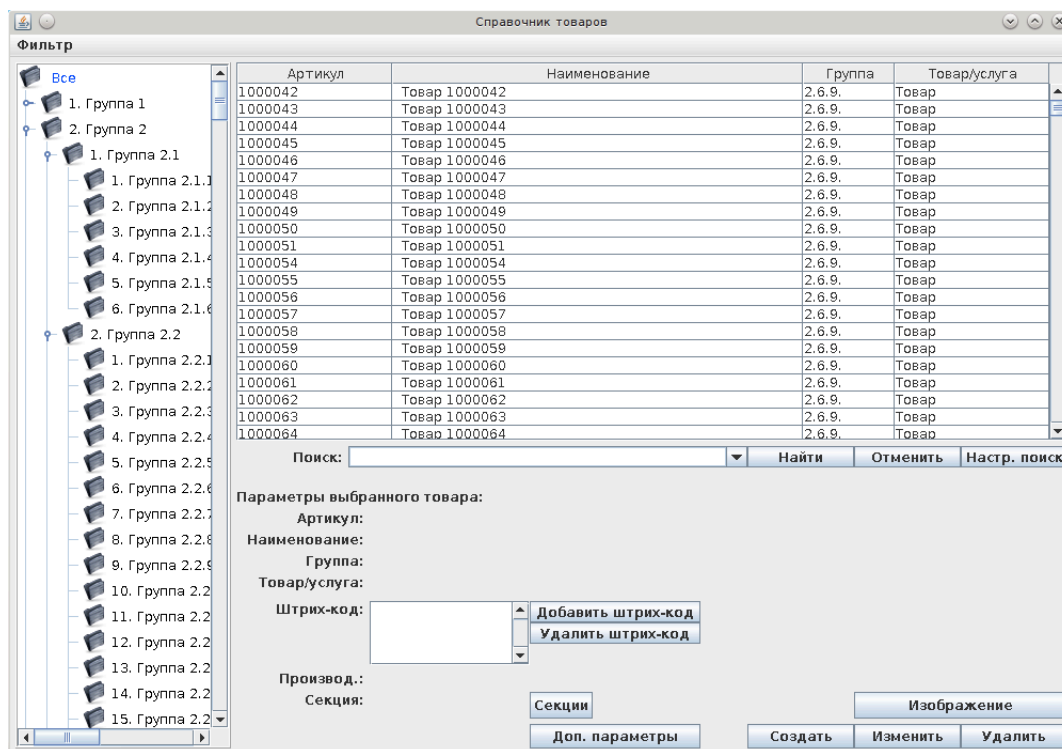 Справочник товаров
Фильтр
Все
1. Группа 1
2. Группа 2
1. Группа 2.1
1. Группа 2.1.1
2. Группа 2.1.2
3. Группа 2.1.3
4. Группа 2.1.4
5. Группа 2.1.5
6. Группа 2.1.6
2. Группа 2.2
1. Группа 2.2.1
2. Группа 2.2.2
3. Группа 2.2.3
4. Группа 2.2.4
5. Группа 2.2.5
6. Группа 2.2.6
7. Группа 2.2.7
8. Группа 2.2.8
9. Группа 2.2.9
10. Группа 2.2
11. Группа 2.2
12. Группа 2.2
13. Группа 2.2
14. Группа 2.2
15. Группа 2.2
Артикул Наименование Группа Товар/услуга
1000042 Товар 1000042 2.6.9. Товар
1000043 Товар 1000043 2.6.9. Товар
1000044 Товар 1000044 2.6.9. Товар
1000045 Товар 1000045 2.6.9. Товар
1000046 Товар 1000046 2.6.9. Товар
1000047 Товар 1000047 2.6.9. Товар
1000048 Товар 1000048 2.6.9. Товар
1000049 Товар 1000049 2.6.9. Товар
1000050 Товар 1000050 2.6.9. Товар
1000051 Товар 1000051 2.6.9. Товар
1000054 Товар 1000054 2.6.9. Товар
1000055 Товар 1000055 2.6.9. Товар
1000056 Товар 1000056 2.6.9. Товар
1000057 Товар 1000057 2.6.9. Товар
1000058 Товар 1000058 2.6.9. Товар
1000059 Товар 1000059 2.6.9. Товар
1000060 Товар 1000060 2.6.9. Товар
1000061 Товар 1000061 2.6.9. Товар
1000062 Товар 1000062 2.6.9. Товар
1000063 Товар 1000063 2.6.9. Товар
1000064 Товар 1000064 2.6.9. Товар
Поиск: Найти Отменить Настр. поиск
Параметры выбранного товара:
Артикул:
Наименование:
Группа:
Товар/услуга:
Штрих-код: Добавить штрих-код
Удалить штрих-код
Производ.:
Секция: Секции Изображение
Доп. параметры Создать Изменить Удалить